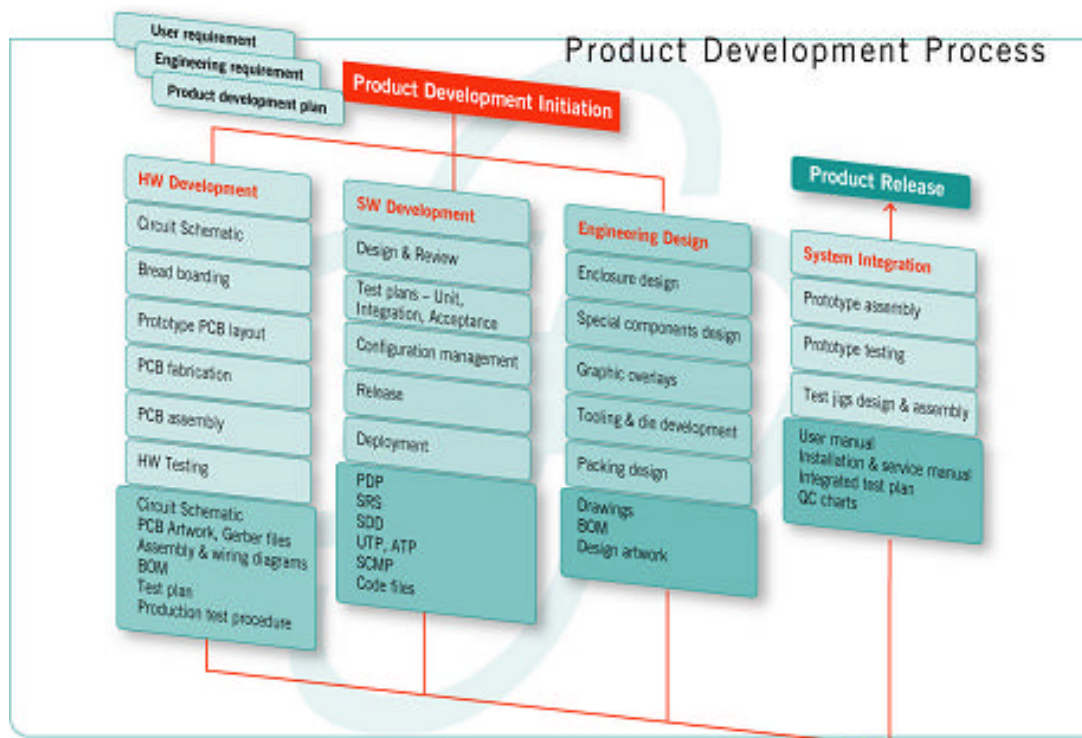 Product Development Process
User requirement
Engineering requirement
Product development plan
Product Development Initiation
HW Development
Circuit Schematic
Bread boarding
Prototype PCB layout
PCB fabrication
PCB assembly
HW Testing
Circuit Schematic
PCB Artwork, Gerber files
Assembly & wiring diagrams
BOM
Test plan
Production test procedure
SW Development
Design & Review
Test plans – Unit,
Integration, Acceptance
Configuration management
Release
Deployment
PDP
SRS
SDD
UTP, ATP
SCMP
Code files
Engineering Design
Enclosure design
Special components design
Graphic overlays
Tooling & die development
Packing design
Drawings
BOM
Design artwork
Product Release
System Integration
Prototype assembly
Prototype testing
Test jigs design & assembly
User manual
Installation & service manual
Integrated test plan
QC charts